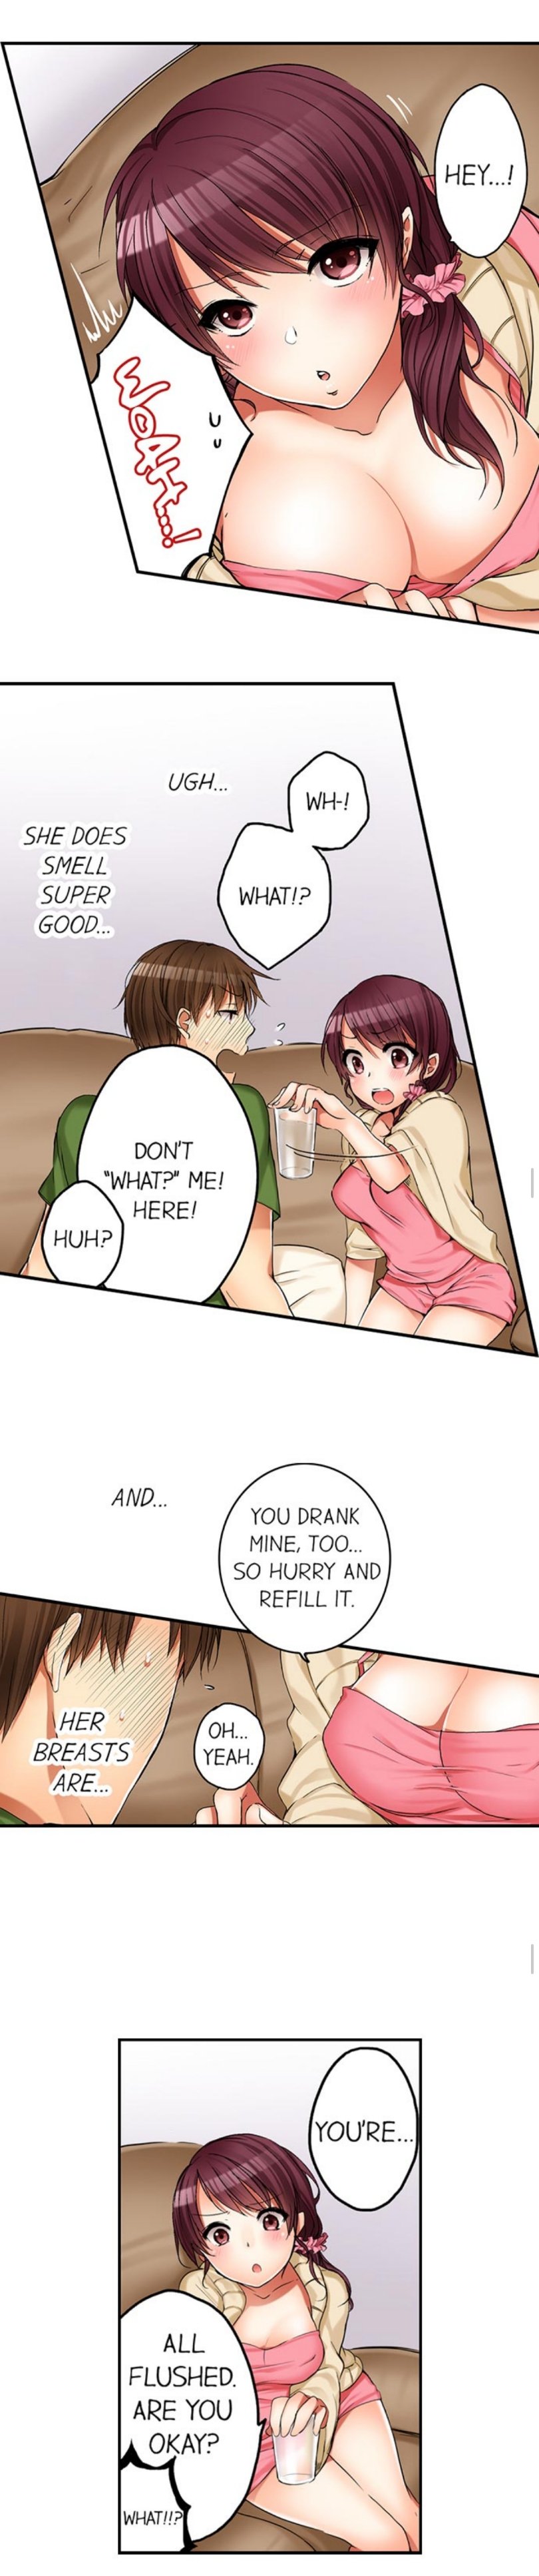 HEY...!
WOAH...!
UGH...
WH-!
SHE DOES
SMELL
SUPER
GOOD...
WHAT!?
DON'T
"WHAT?" ME!
HERE!
HUH?
AND...
YOU DRANK
MINE, TOO...
SO HURRY AND
REFILL IT.
HER
BREASTS
ARE...
OH...
YEAH.
YOU'RE...
ALL
FLUSHED.
ARE YOU
OKAY?
WHAT!!?